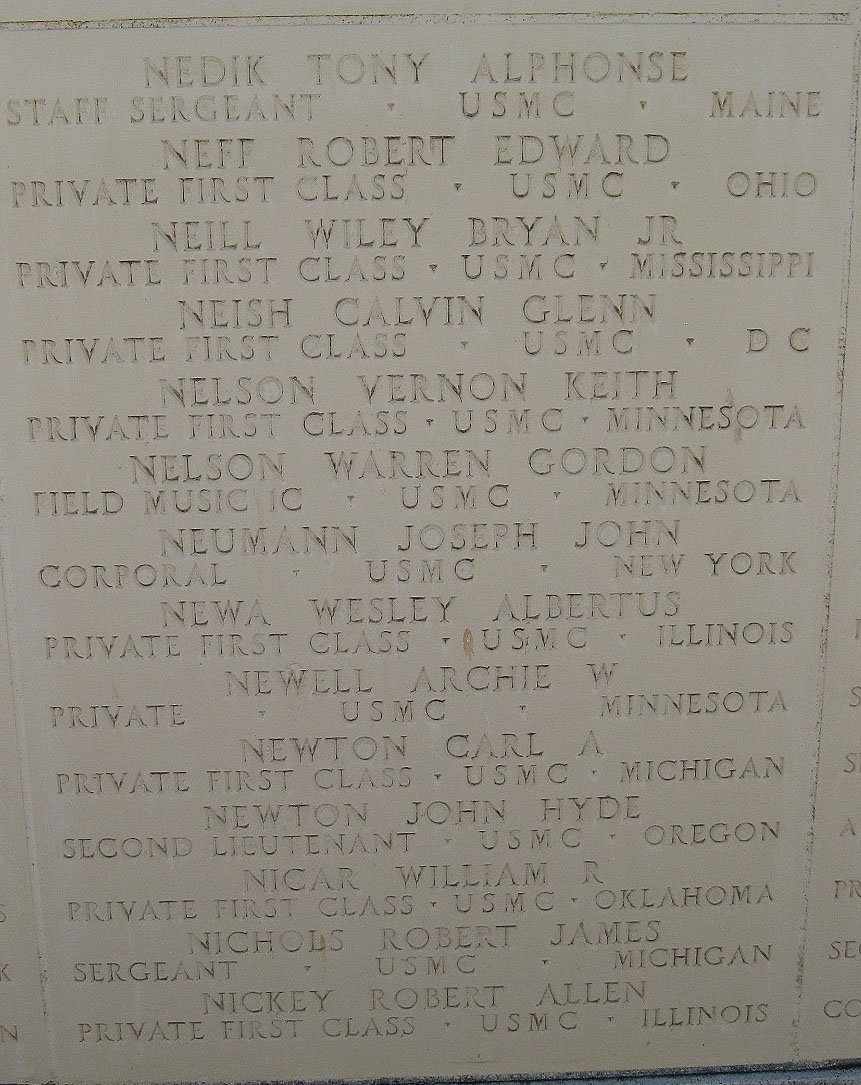 NEDIK TONY ALPHONSE
STAFF SERGEANT · USMC · MAINE
NEFF ROBERT EDWARD
PRIVATE FIRST CLASS · USMC · OHIO
NEILL WILEY BRYAN JR
PRIVATE FIRST CLASS · USMC · MISSISSIPPI
NEISH CALVIN GLENN
PRIVATE FIRST CLASS · USMC · D C
NELSON VERNON KEITH
PRIVATE FIRST CLASS · USMC · MINNESOTA
NELSON WARREN GORDON
FIELD MUSIC 1C · USMC · MINNESOTA
NEUMANN JOSEPH JOHN
CORPORAL · USMC · NEW YORK
NEWA WESLEY ALBERTUS
PRIVATE FIRST CLASS · USMC · ILLINOIS
NEWELL ARCHIE W
PRIVATE · USMC · MINNESOTA
NEWTON CARL A
PRIVATE FIRST CLASS · USMC · MICHIGAN
NEWTON JOHN HYDE
SECOND LIEUTENANT · USMC · OREGON
NICAR WILLIAM R
PRIVATE FIRST CLASS · USMC · OKLAHOMA
NICHOLS ROBERT JAMES
SERGEANT · USMC · MICHIGAN
NICKEY ROBERT ALLEN
PRIVATE FIRST CLASS · USMC · ILLINOIS